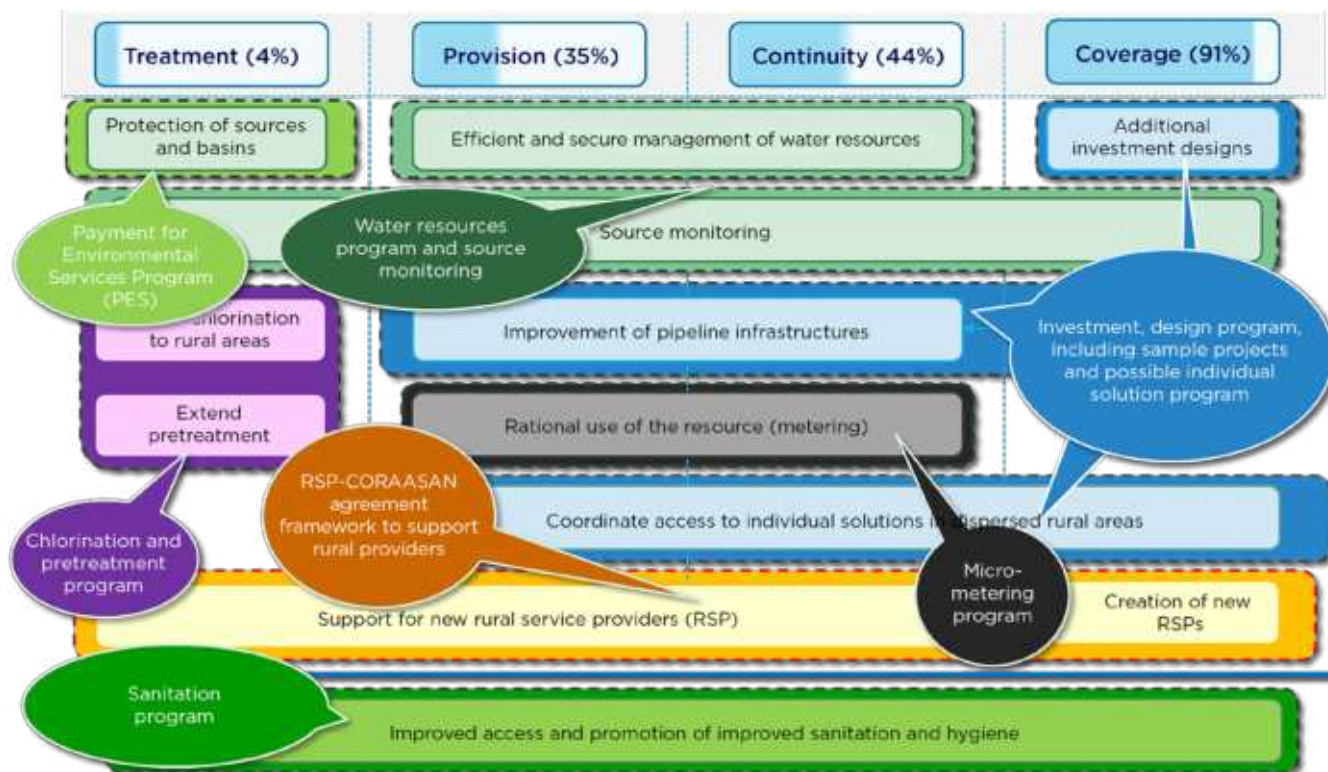 Treatment (4%)
Provision (35%)
Continuity (44%)
Coverage (91%)
Protection of sources
and basins
Efficient and secure management of water resources
Additional
investment designs
Payment for
Environmental
Services Program
(PES)
Water resources
program and source
monitoring
Source monitoring
chlorination
to rural areas
Improvement of pipeline infrastructures
Investment, design program,
including sample projects
and possible individual
solution program
Extend
pretreatment
Rational use of the resource (metering)
RSP-CORAASAN
agreement
framework to support
rural providers
Coordinate access to individual solutions in dispersed rural areas
Chlorination and
pretreatment
program
Micro-
metering
program
Support for new rural service providers (RSP)
Creation of new
RSPs
Sanitation
program
Improved access and promotion of improved sanitation and hygiene